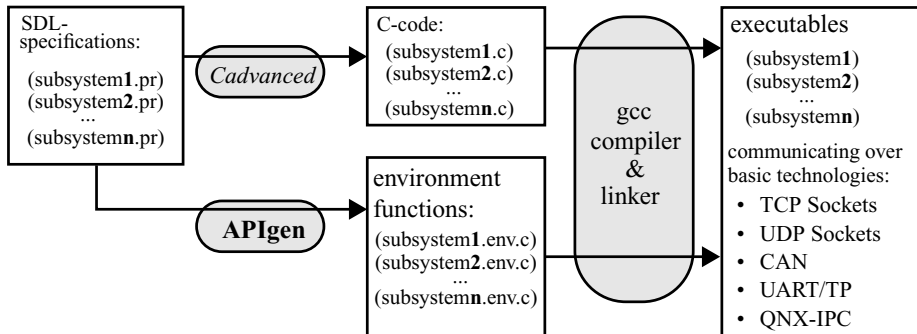 SDL-
specifications:
(subsystem1.pr)
(subsystem2.pr)
...
(subsystemn.pr)
Cadvanced
C-code:
(subsystem1.c)
(subsystem2.c)
...
(subsystemn.c)
APIgen
environment
functions:
(subsystem1.env.c)
(subsystem2.env.c)
...
(subsystemn.env.c)
gcc
compiler
&
linker
executables
(subsystem1)
(subsystem2)
...
(subsystemn)
communicating over
basic technologies:
• TCP Sockets
• UDP Sockets
• CAN
• UART/TP
• QNX-IPC